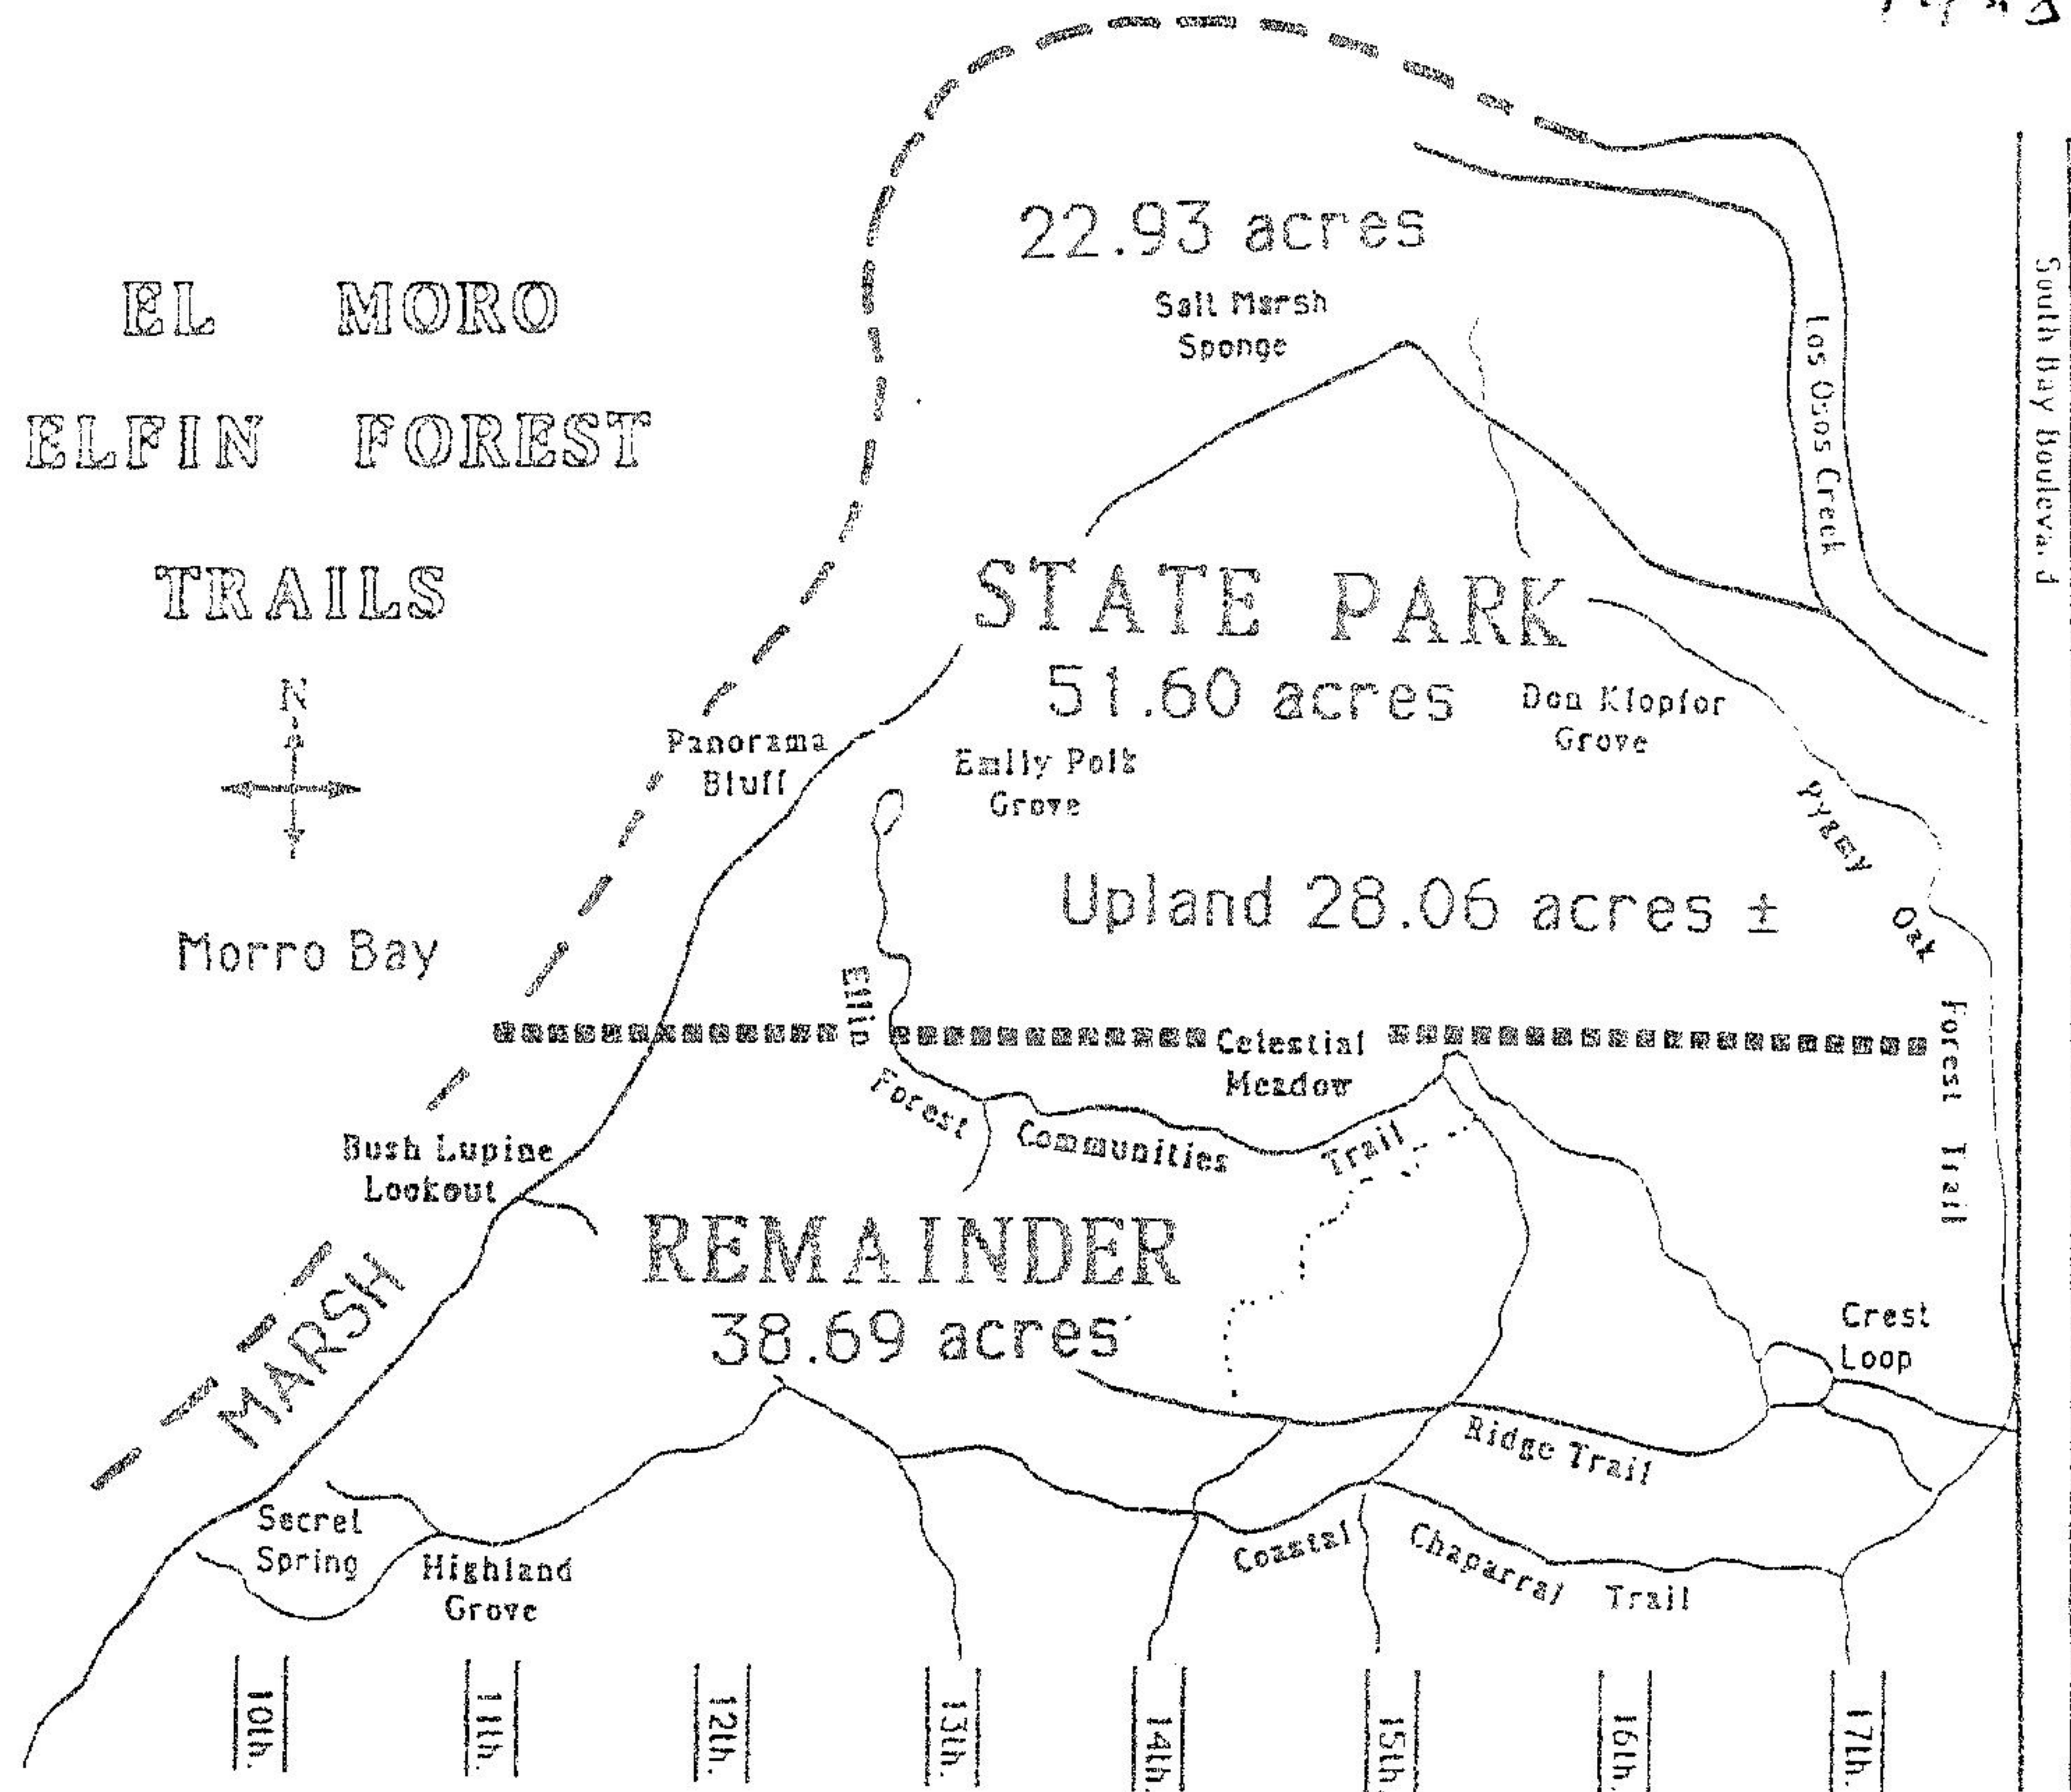 EL MORO
ELFIN FOREST
TRAILS
N
Morro Bay
22.93 acres
Salt Marsh
Sponge
Los Osos Creek
South Bay Boulevard
STATE PARK
51.60 acres
Don Klopfor
Grove
Panorama
Bluff
Emily Polk
Grove
Upland 28.06 acres ±
Pygmy Oak Forest Trail
Celestial
Meadow
Elfin Forest Communities Trail
Bush Lupine
Lookout
REMAINDER
38.69 acres
MARSH
Crest
Loop
Ridge Trail
Secret
Spring
Highland
Grove
Coastal Chaparral Trail
10th. 11th. 12th. 13th. 14th. 15th. 16th. 17th.